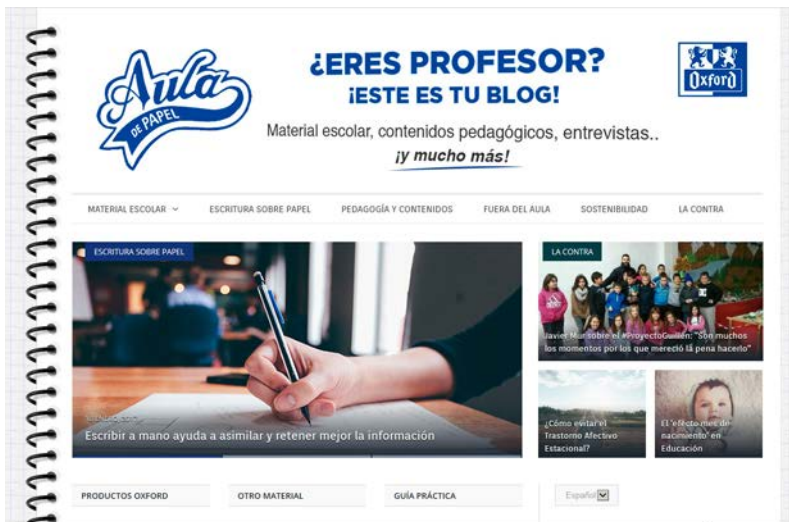 Aula
DE PAPEL
¿ERES PROFESOR?
¡ESTE ES TU BLOG!
Material escolar, contenidos pedagógicos, entrevistas..
¡y mucho más!
Oxford
MATERIAL ESCOLAR
ESCRITURA SOBRE PAPEL
PEDAGOGÍA Y CONTENIDOS
FUERA DEL AULA
SOSTENIBILIDAD
LA CONTRA
ESCRITURA SOBRE PAPEL
Escribir a mano ayuda a asimilar y retener mejor la información
LA CONTRA
Javier Mur sobre el #ProyectoGuillén: "Son muchos
los momentos por los que mereció la pena hacerlo"
¿Cómo evitar el
Trastorno Afectivo
Estacional?
El 'efecto mes de
nacimiento' en
Educación
PRODUCTOS OXFORD
OTRO MATERIAL
GUÍA PRÁCTICA
Español